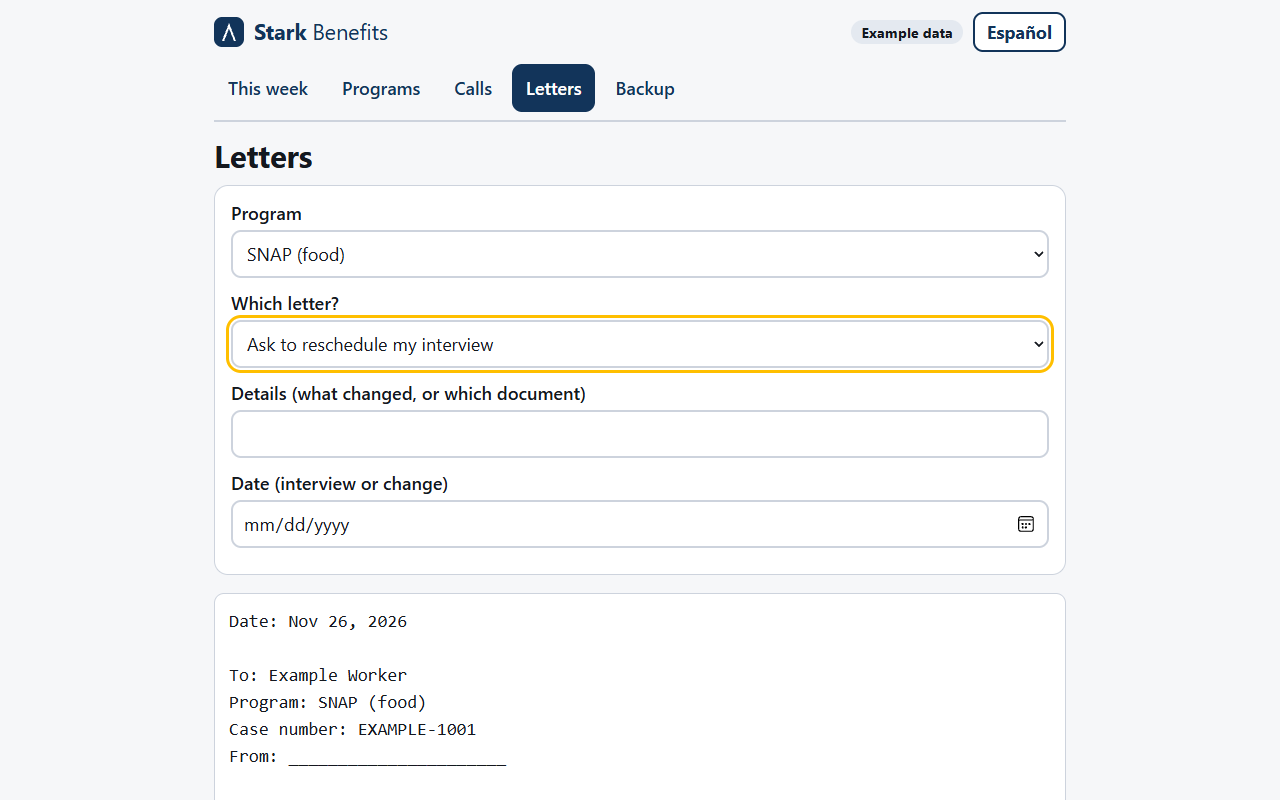 Stark Benefits
Example data
Español
This week
Programs
Calls
Letters
Backup
Letters
Program
SNAP (food)
Which letter?
Ask to reschedule my interview
Details (what changed, or which document)
Date (interview or change)
mm/dd/yyyy
Date: Nov 26, 2026
To: Example Worker
Program: SNAP (food)
Case number: EXAMPLE-1001
From: ______________________